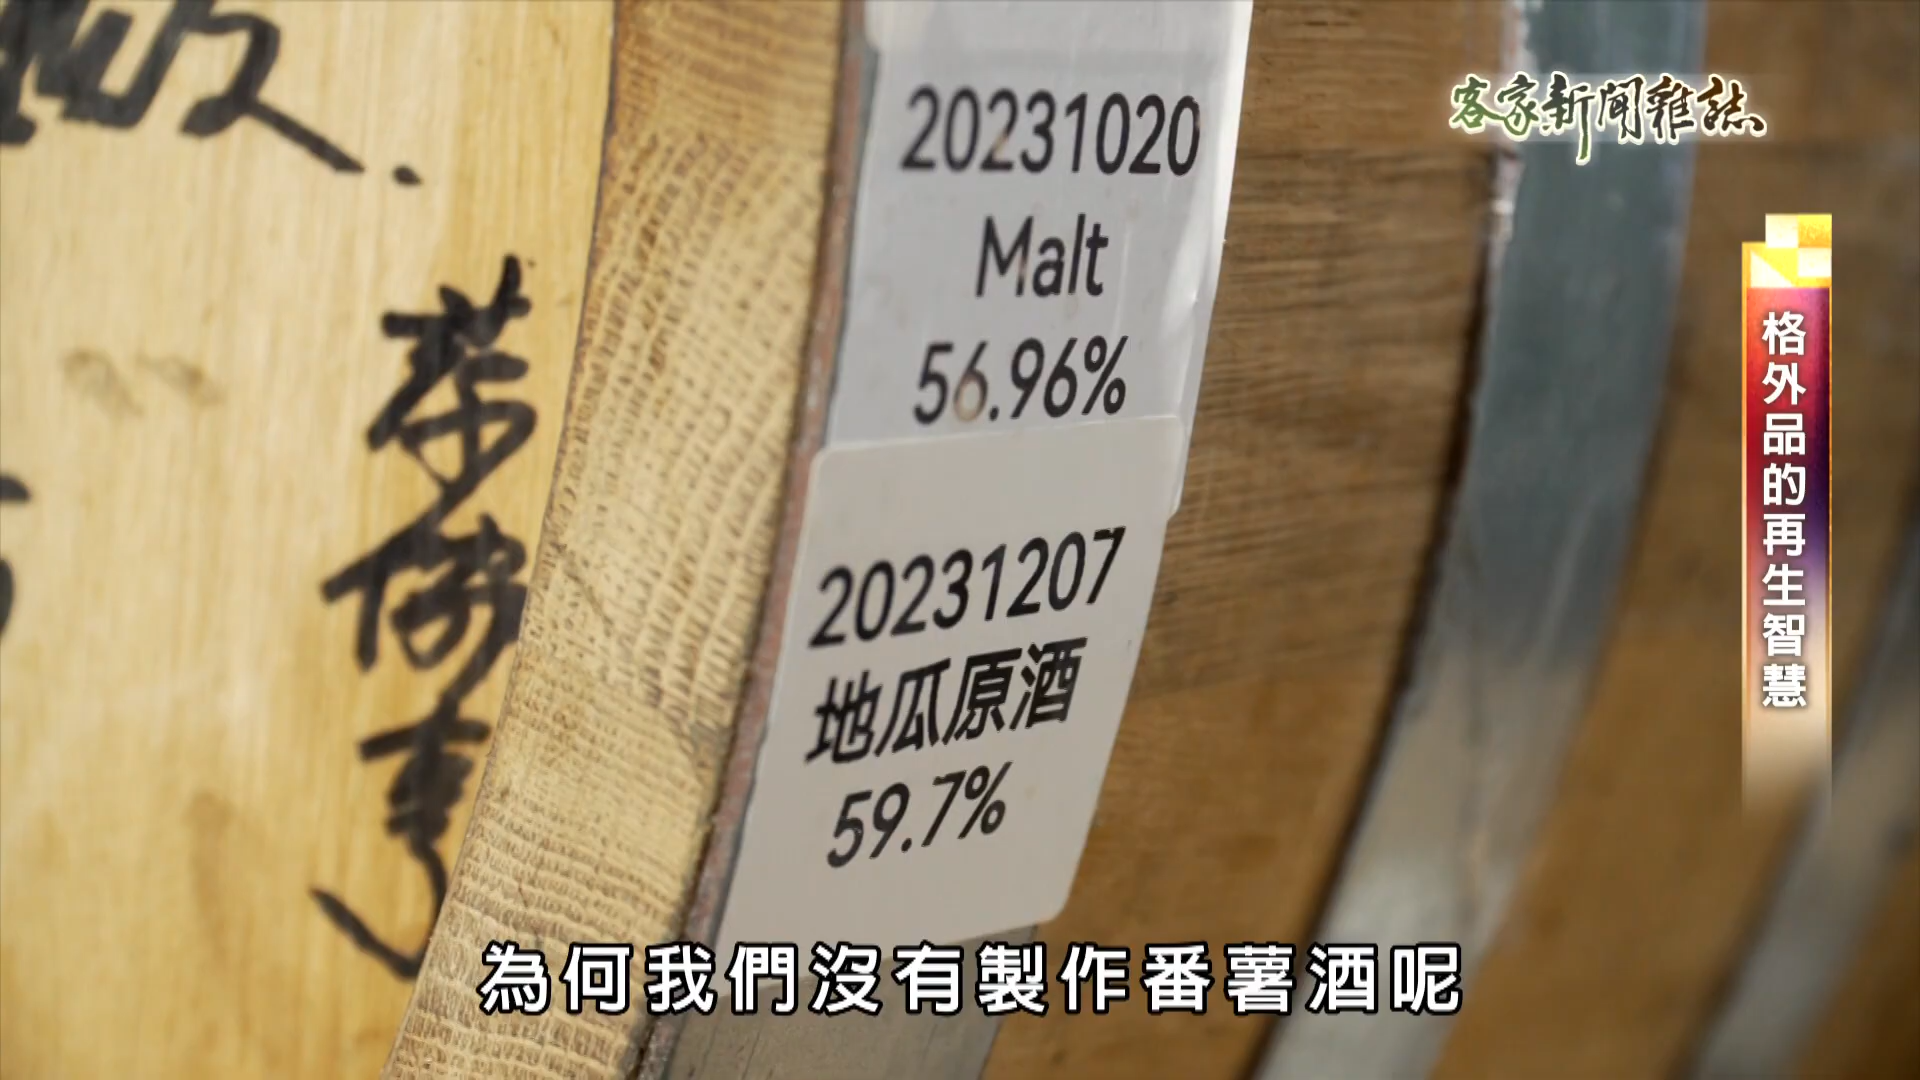 客家新聞雜誌
20231020
Malt
56.96%
20231207
地瓜原酒
59.7%
格外品的再生智慧
為何我們沒有製作番薯酒呢